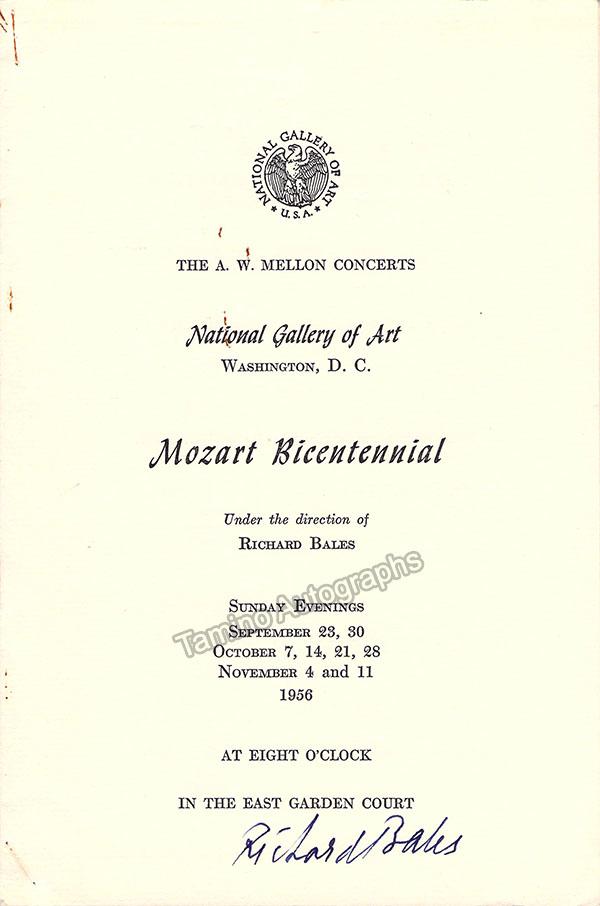 NATIONAL GALLERY OF ART
★ U.S.A. ★
THE A. W. MELLON CONCERTS
National Gallery of Art
WASHINGTON, D. C.
Mozart Bicentennial
Under the direction of
RICHARD BALES
Tamino Autographs
SUNDAY EVENINGS
SEPTEMBER 23, 30
OCTOBER 7, 14, 21, 28
NOVEMBER 4 and 11
1956
AT EIGHT O'CLOCK
IN THE EAST GARDEN COURT
Richard Bales